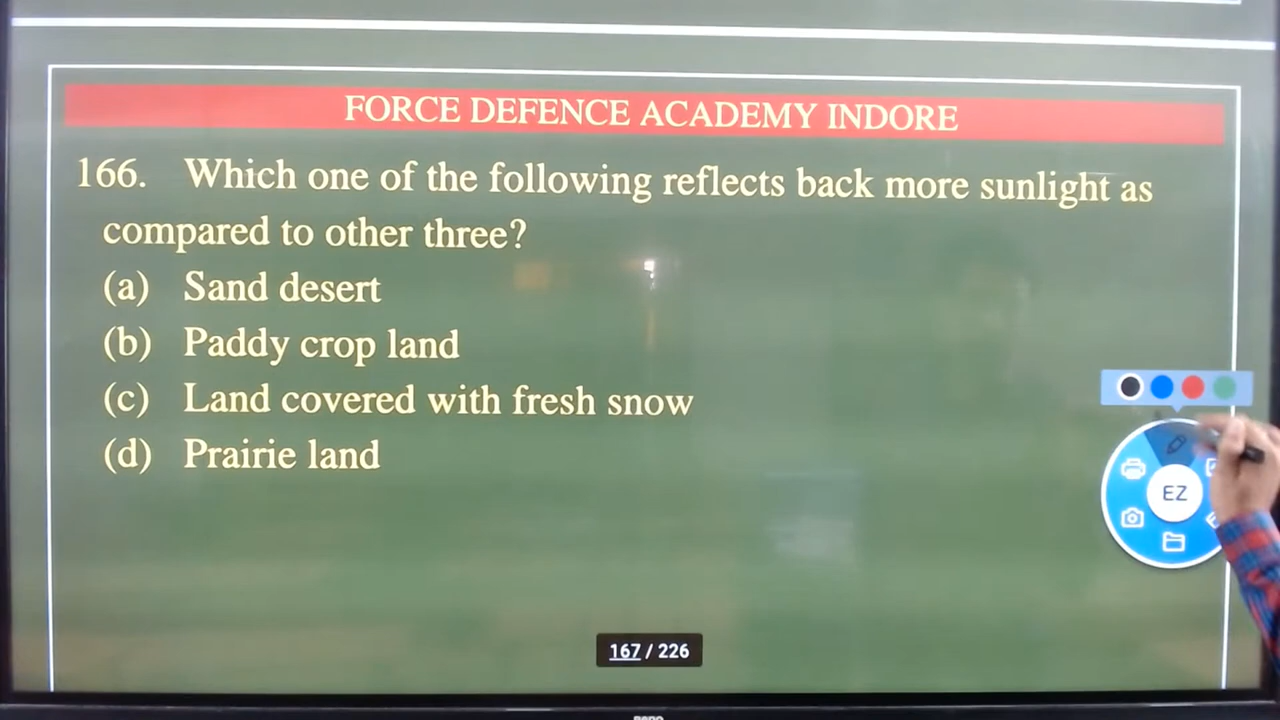 FORCE DEFENCE ACADEMY INDORE
166. Which one of the following reflects back more sunlight as
compared to other three?
(a) Sand desert
(b) Paddy crop land
(c) Land covered with fresh snow
(d) Prairie land
EZ
167 / 226